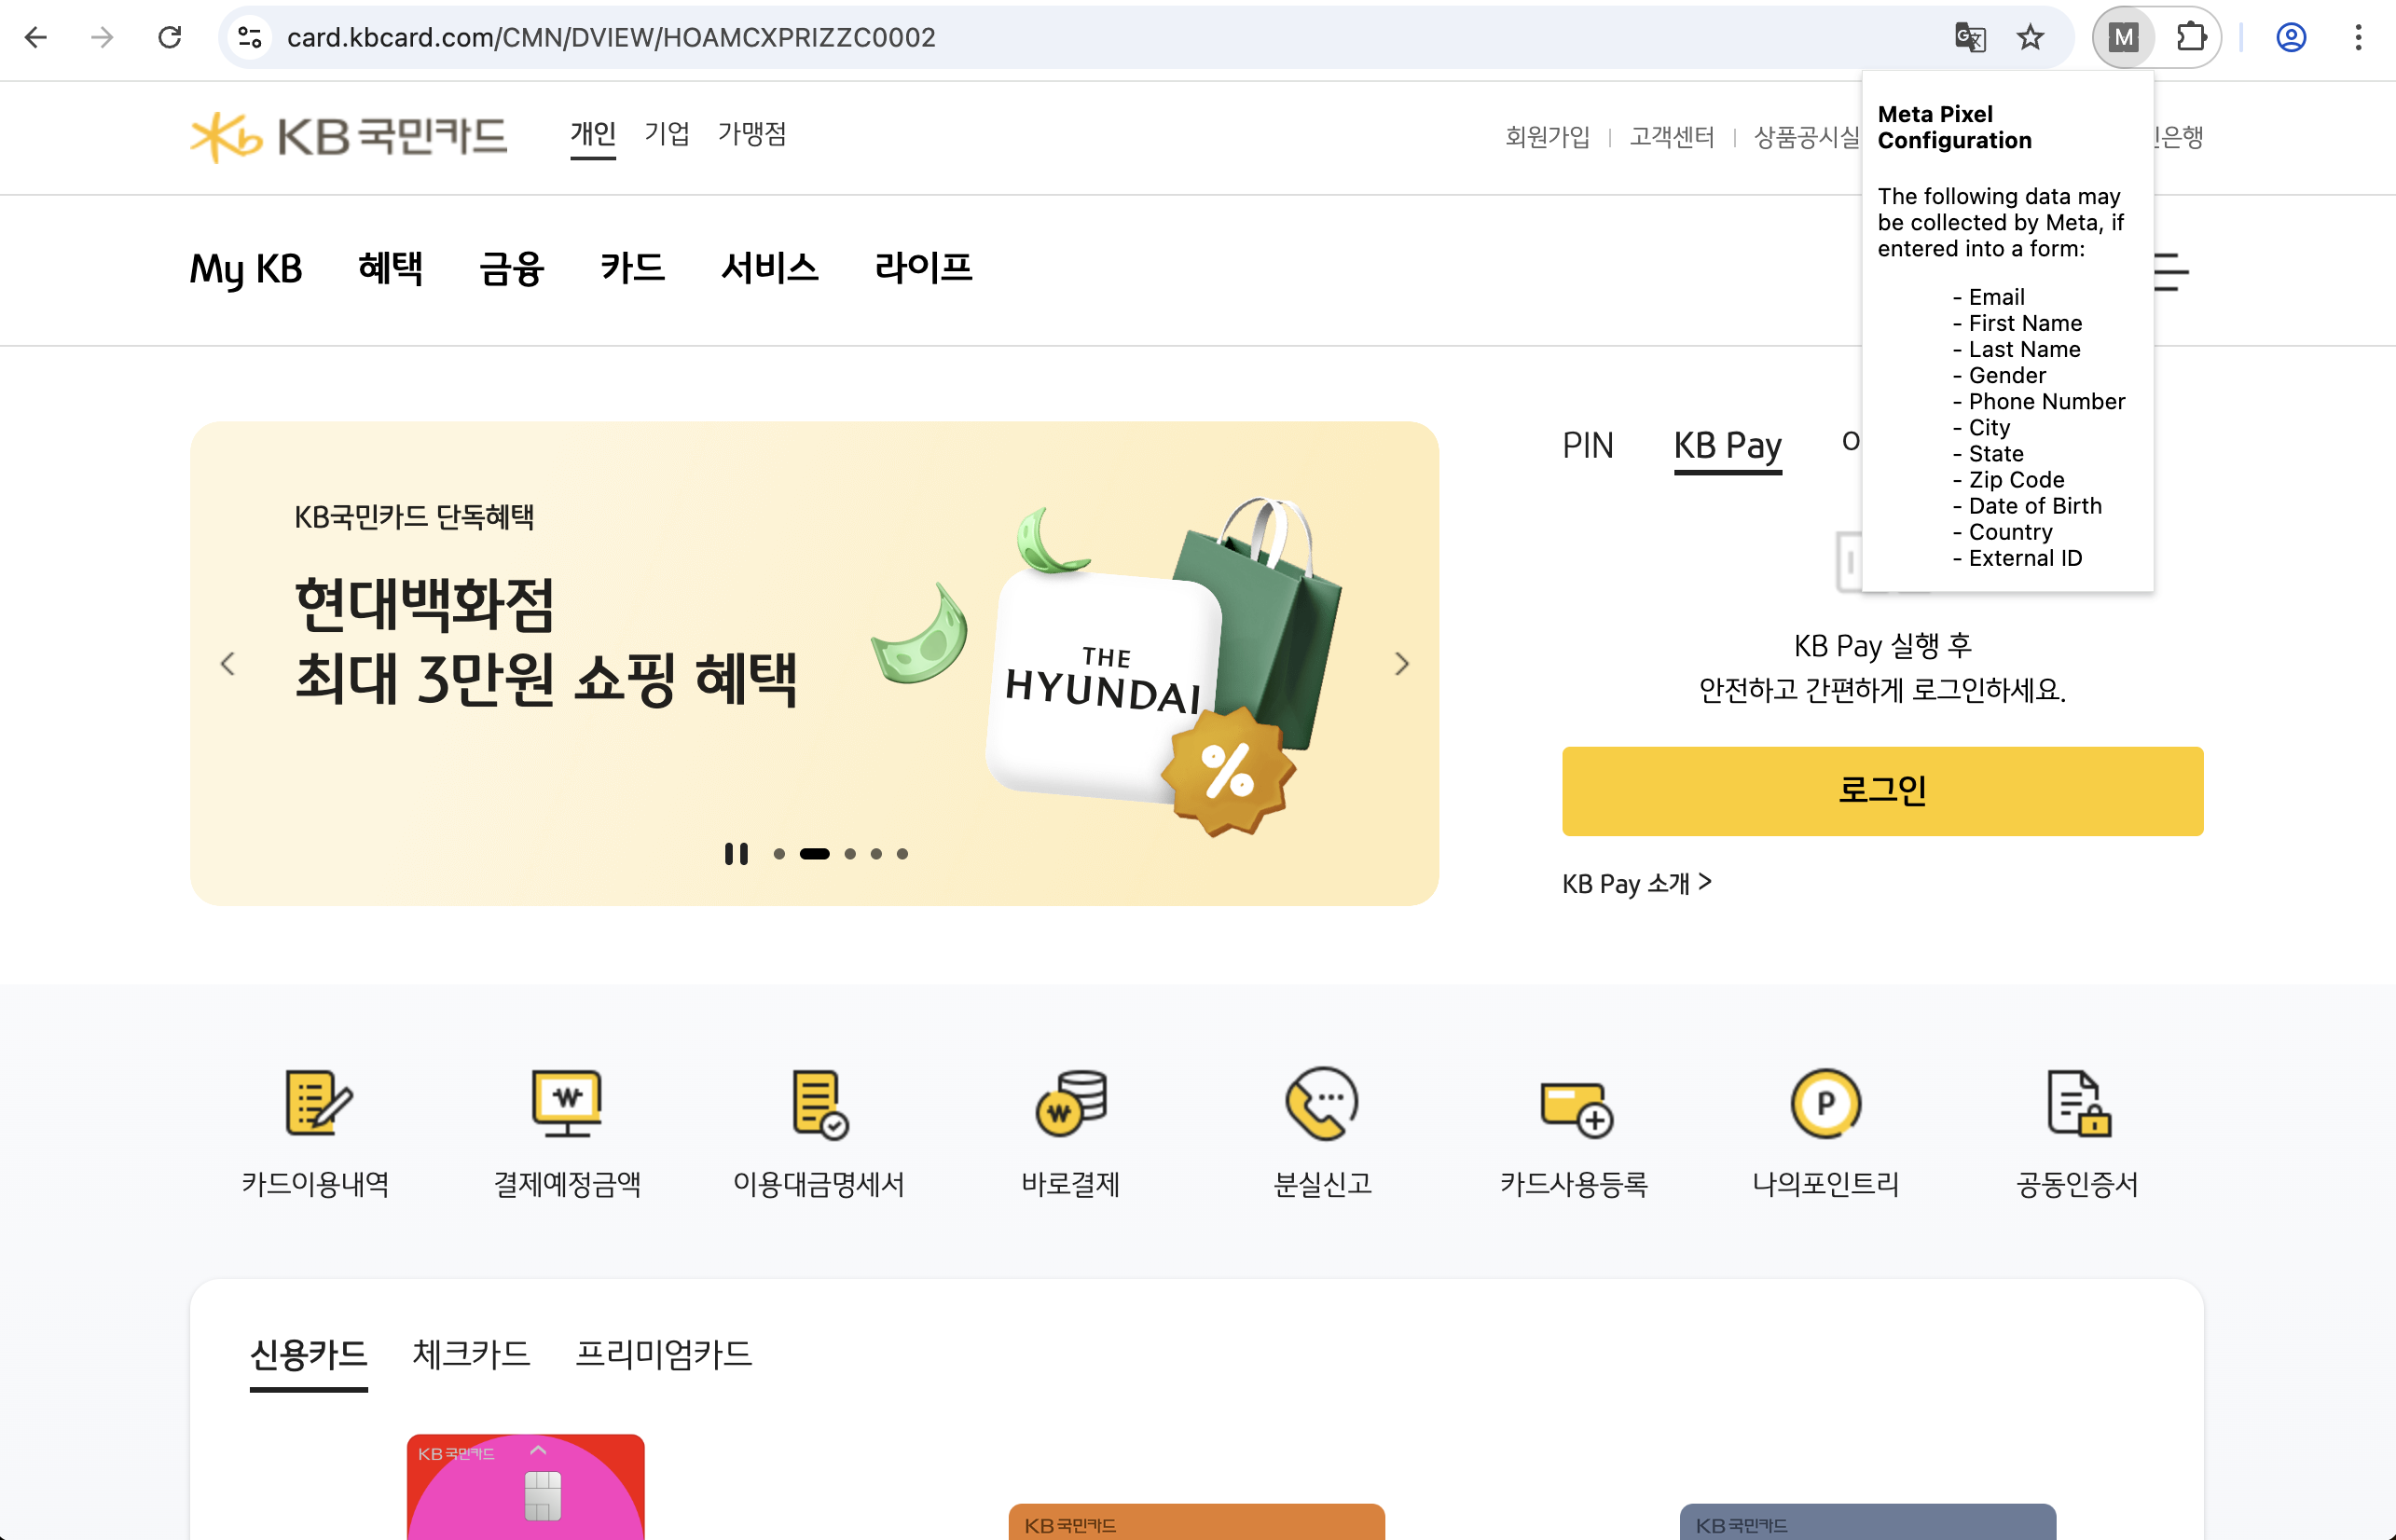 card.kbcard.com/CMN/DVIEW/HOAMCXPRIZZC0002
M
KB국민카드
개인
기업
가맹점
회원가입
고객센터
상품공시실
은행
Meta Pixel
Configuration
The following data may
be collected by Meta, if
entered into a form:
- Email
- First Name
- Last Name
- Gender
- Phone Number
- City
- State
- Zip Code
- Date of Birth
- Country
- External ID
My KB
혜택
금융
카드
서비스
라이프
KB국민카드 단독혜택
현대백화점
최대 3만원 쇼핑 혜택
THE
HYUNDAI
%
PIN
KB Pay
KB Pay 실행 후
안전하고 간편하게 로그인하세요.
로그인
KB Pay 소개 >
카드이용내역
결제예정금액
이용대금명세서
바로결제
분실신고
카드사용등록
P
나의포인트리
공동인증서
신용카드
체크카드
프리미엄카드
KB국민카드
KB국민카드
KB국민카드